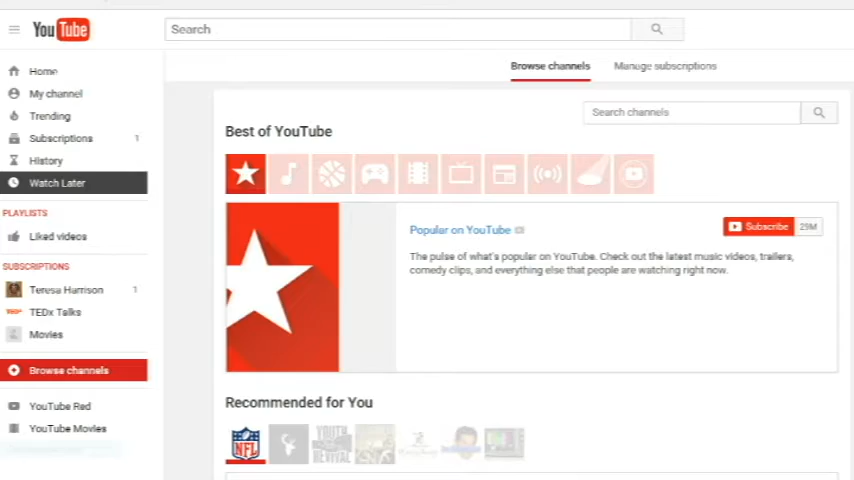 YouTube
Search
Browse channels
Manage subscriptions
Home
My channel
Trending
Subscriptions 1
History
Watch Later
PLAYLISTS
Liked videos
SUBSCRIPTIONS
Teresa Harrison 1
TEDx Talks
Movies
Browse channels
YouTube Red
YouTube Movies
Search channels
Best of YouTube
Popular on YouTube
Subscribe 29M
The pulse of what's popular on YouTube. Check out the latest music videos, trailers,
comedy clips, and everything else that people are watching right now.
Recommended for You
NFL
YOUTH
REVIVAL